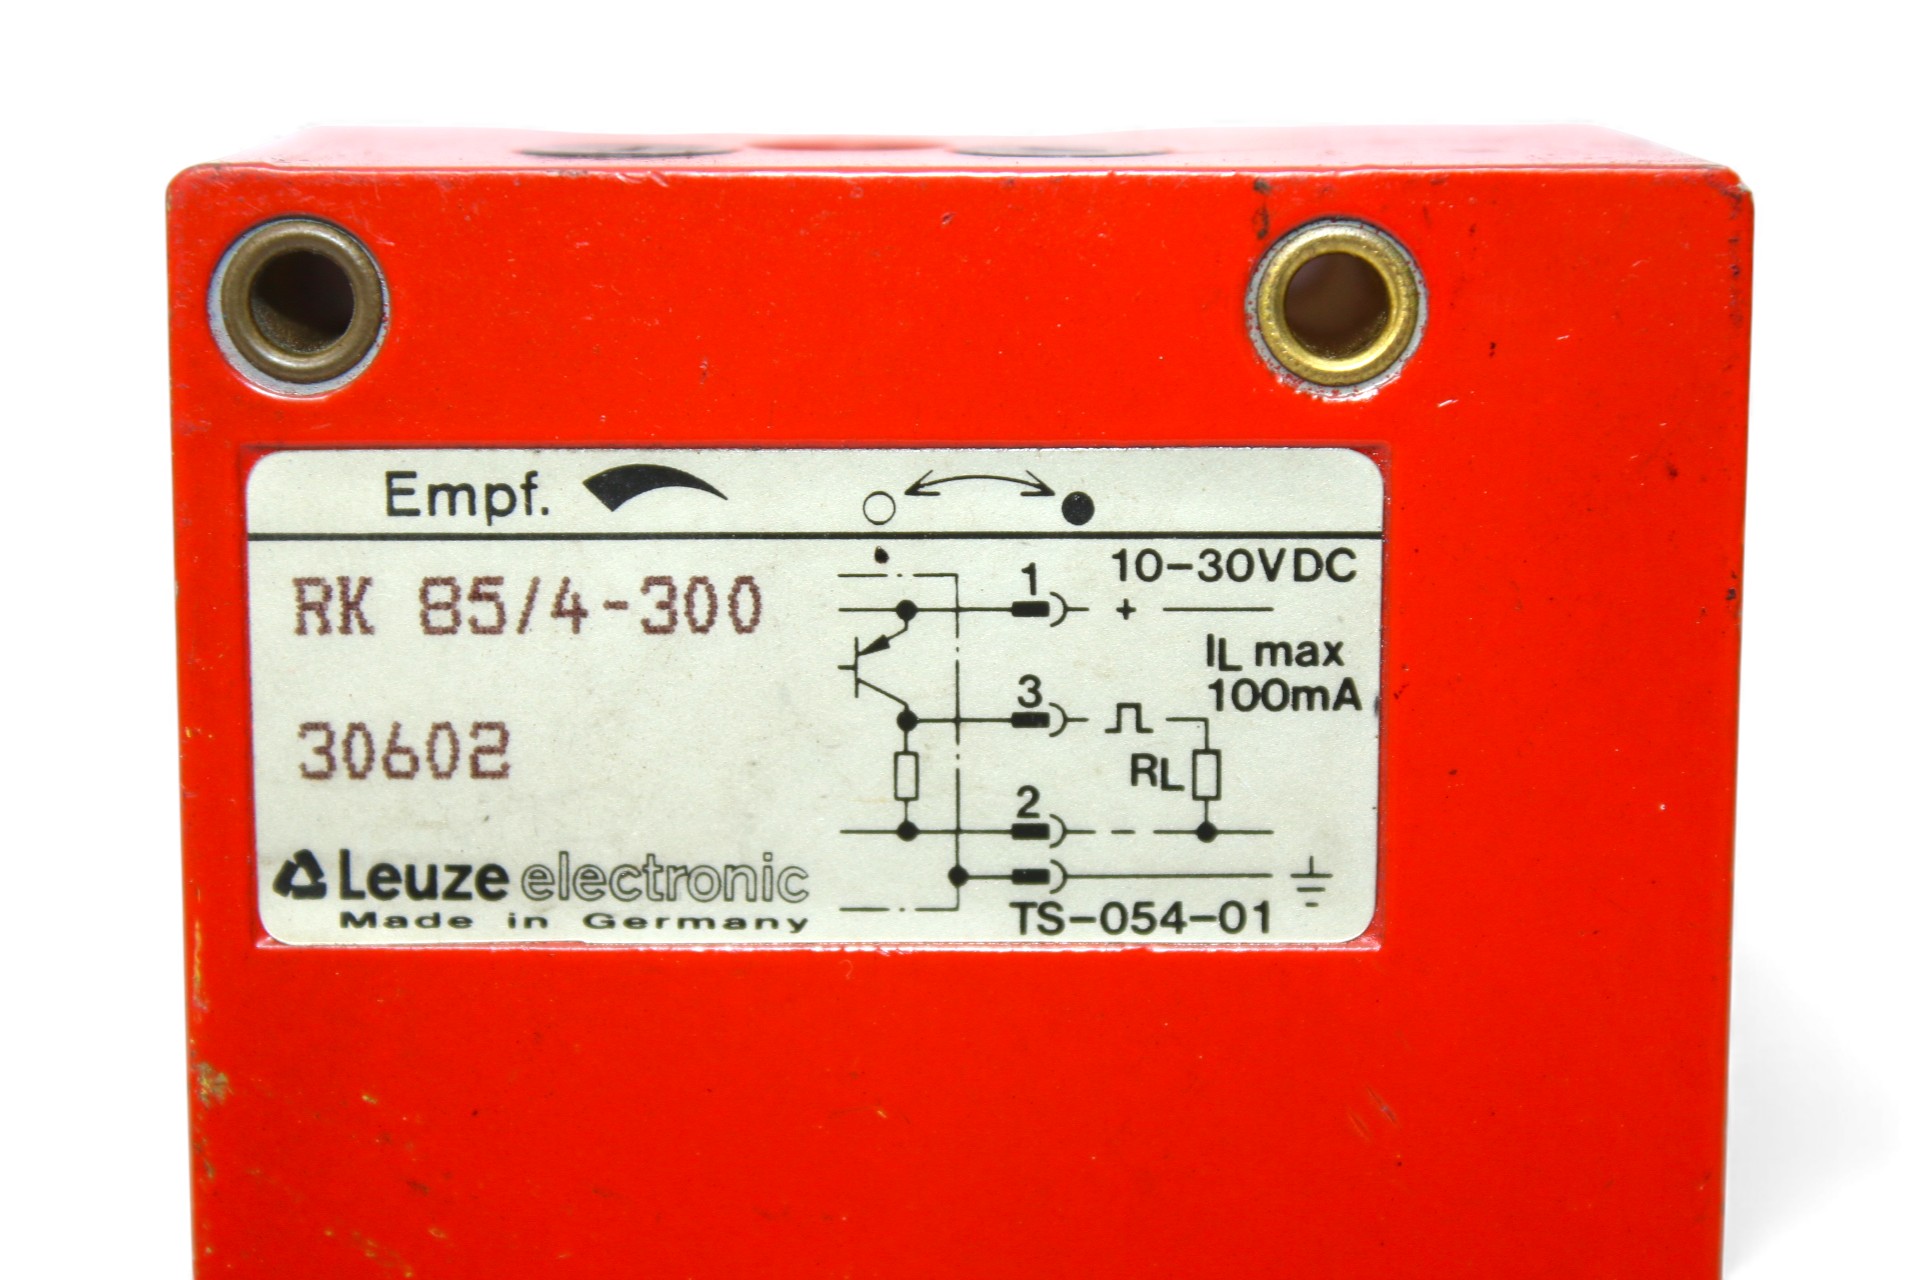 Empf.
RK 85/4-300
30602
Leuze electronic
Made in Germany
1
10-30VDC
+
IL max
100mA
3
RL
2
TS-054-01